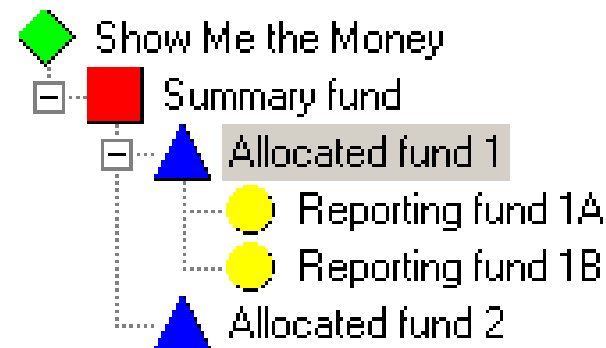 Show Me the Money
Summary fund
Allocated fund 1
Reporting fund 1A
Reporting fund 1B
Allocated fund 2